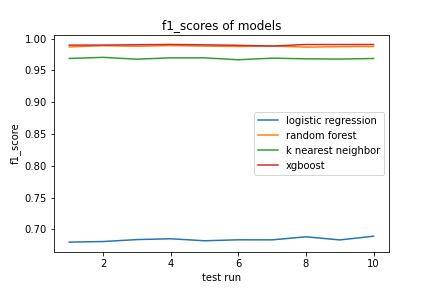 f1_scores of models
1.00
0.95
0.90
0.85
0.80
0.75
0.70
f1_score
logistic regression
random forest
k nearest neighbor
xgboost
2
4
6
8
10
test run